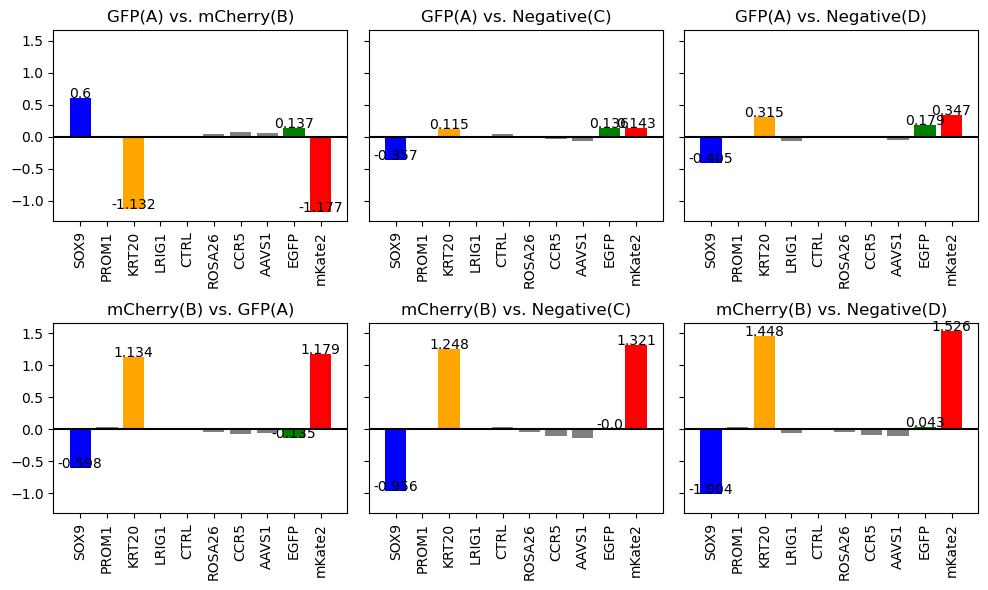 GFP(A) vs. mCherry(B)
GFP(A) vs. Negative(C)
GFP(A) vs. Negative(D)
1.5
1.0
0.5
0.0
−0.5
−1.0
0.6
-1.132
0.137
-1.177
-0.357
0.115
0.136
0.143
-0.405
0.315
0.179
0.347
SOX9
PROM1
KRT20
LRIG1
CTRL
ROSA26
CCR5
AAVS1
EGFP
mKate2
SOX9
PROM1
KRT20
LRIG1
CTRL
ROSA26
CCR5
AAVS1
EGFP
mKate2
SOX9
PROM1
KRT20
LRIG1
CTRL
ROSA26
CCR5
AAVS1
EGFP
mKate2
mCherry(B) vs. GFP(A)
mCherry(B) vs. Negative(C)
mCherry(B) vs. Negative(D)
1.5
1.0
0.5
0.0
−0.5
−1.0
-0.598
1.134
-0.135
1.179
-0.956
1.248
-0.0
1.321
-1.004
1.448
0.043
1.526
SOX9
PROM1
KRT20
LRIG1
CTRL
ROSA26
CCR5
AAVS1
EGFP
mKate2
SOX9
PROM1
KRT20
LRIG1
CTRL
ROSA26
CCR5
AAVS1
EGFP
mKate2
SOX9
PROM1
KRT20
LRIG1
CTRL
ROSA26
CCR5
AAVS1
EGFP
mKate2